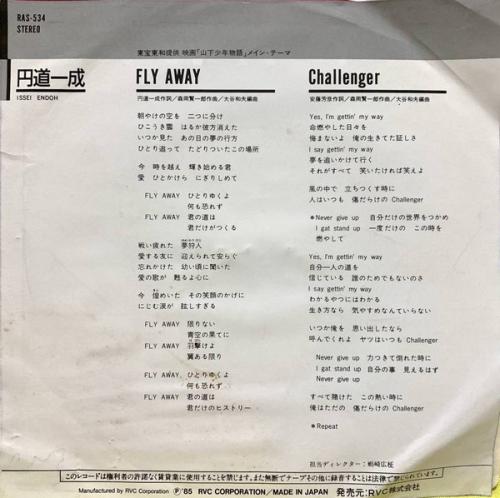 RAS-534
STEREO
東宝東和提供 映画「山下少年物語」メイン・テーマ
円道一成
ISSEI ENDOH
FLY AWAY
円道一成作詞/森岡賢一郎作曲/大谷和夫編曲
朝やけの空を 二つに分け
ひこうき雲 はるか彼方消えた
いつか見た あの日の夢の行方
ひとり追って たどりついたこの場所
今 時を越え 輝き始める君
愛 ひとかけら にぎりしめて
FLY AWAY ひとりゆくよ
何も恐れず
FLY AWAY 君の道は
君だけがつくる
戦い疲れた 夢狩人
愛する友に 迎えられて安らぐ
忘れかけた 幼い頃に聞いた
愛の歌が 甦るよ心に
今 煌めいた その笑顔のかげに
にじむ涙が 眩しすぎる
FLY AWAY 限りない
青空の果てに
FLY AWAY 羽撃けよ
翼ある限り
FLY AWAY ひとりゆくよ
何も恐れず
FLY AWAY 君の道は
君だけのヒストリー
Challenger
安藤芳彦作詞/森岡賢一郎作曲/大谷和夫編曲
Yes, I'm gettin' my way
命燃やした日々を
悔まないよ 俺の生きてた証しさ
I say gettin' my way
夢を追いかけて行く
それがすべて 笑いたければ笑えよ
風の中で 立ちつくす時に
人はいつも 傷だらけの Challenger
*Never give up 自分だけの世界をつかめ
I gat stand up 一度だけの この時を
燃やして
Yes, I'm gettin' my way
自分一人の道を
信じている 誰のためでもないのさ
I say gettin' my way
わかるやつにはわかる
生き方なら 気やすめなんていらない
いつか俺を 思い出したなら
呼んでくれよ ヤツはいつも Challenger
Never give up 力つきて倒れた時に
I gat stand up 自分の事 見えるはず
Never give up
すべて賭けた この熱い時に
俺はただの 傷だらけの Challenger
*Repeat
担当ディレクター:蛎崎広柾
このレコードは権利者の許諾なく賃貸業に使用することを禁じます。また無断でテープその他に録音することは法律で禁じられています。
Manufactured by RVC Corporation Ⓟ'85 RVC CORPORATION/MADE IN JAPAN 発売元:RVC株式会社